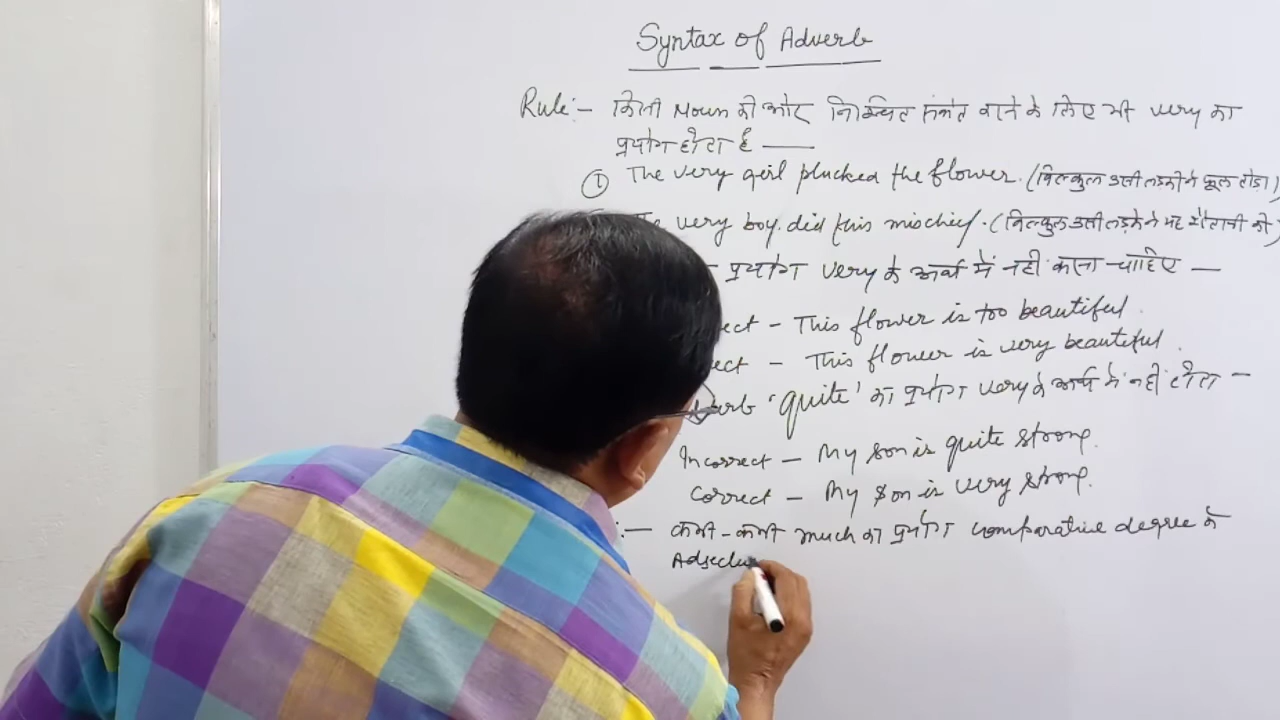 Syntax of Adverb
Rule:- किसी Noun की ओर निश्चित संकेत करने के लिए भी very का
प्रयोग होता है —
① The very girl plucked the flower. (बिल्कुल उसी लड़की ने फूल तोड़ा)
very boy did this mischief. (बिल्कुल उसी लड़के ने यह शैतानी की)
प्रयोग very के अर्थ में नहीं करना चाहिए —
ect - This flower is too beautiful.
ect - This flower is very beautiful.
erb 'quite' का प्रयोग very के अर्थ में नहीं होता -
Incorrect - My son is quite strong.
Correct - My son is very strong.
:- कभी-कभी much का प्रयोग comparative degree के